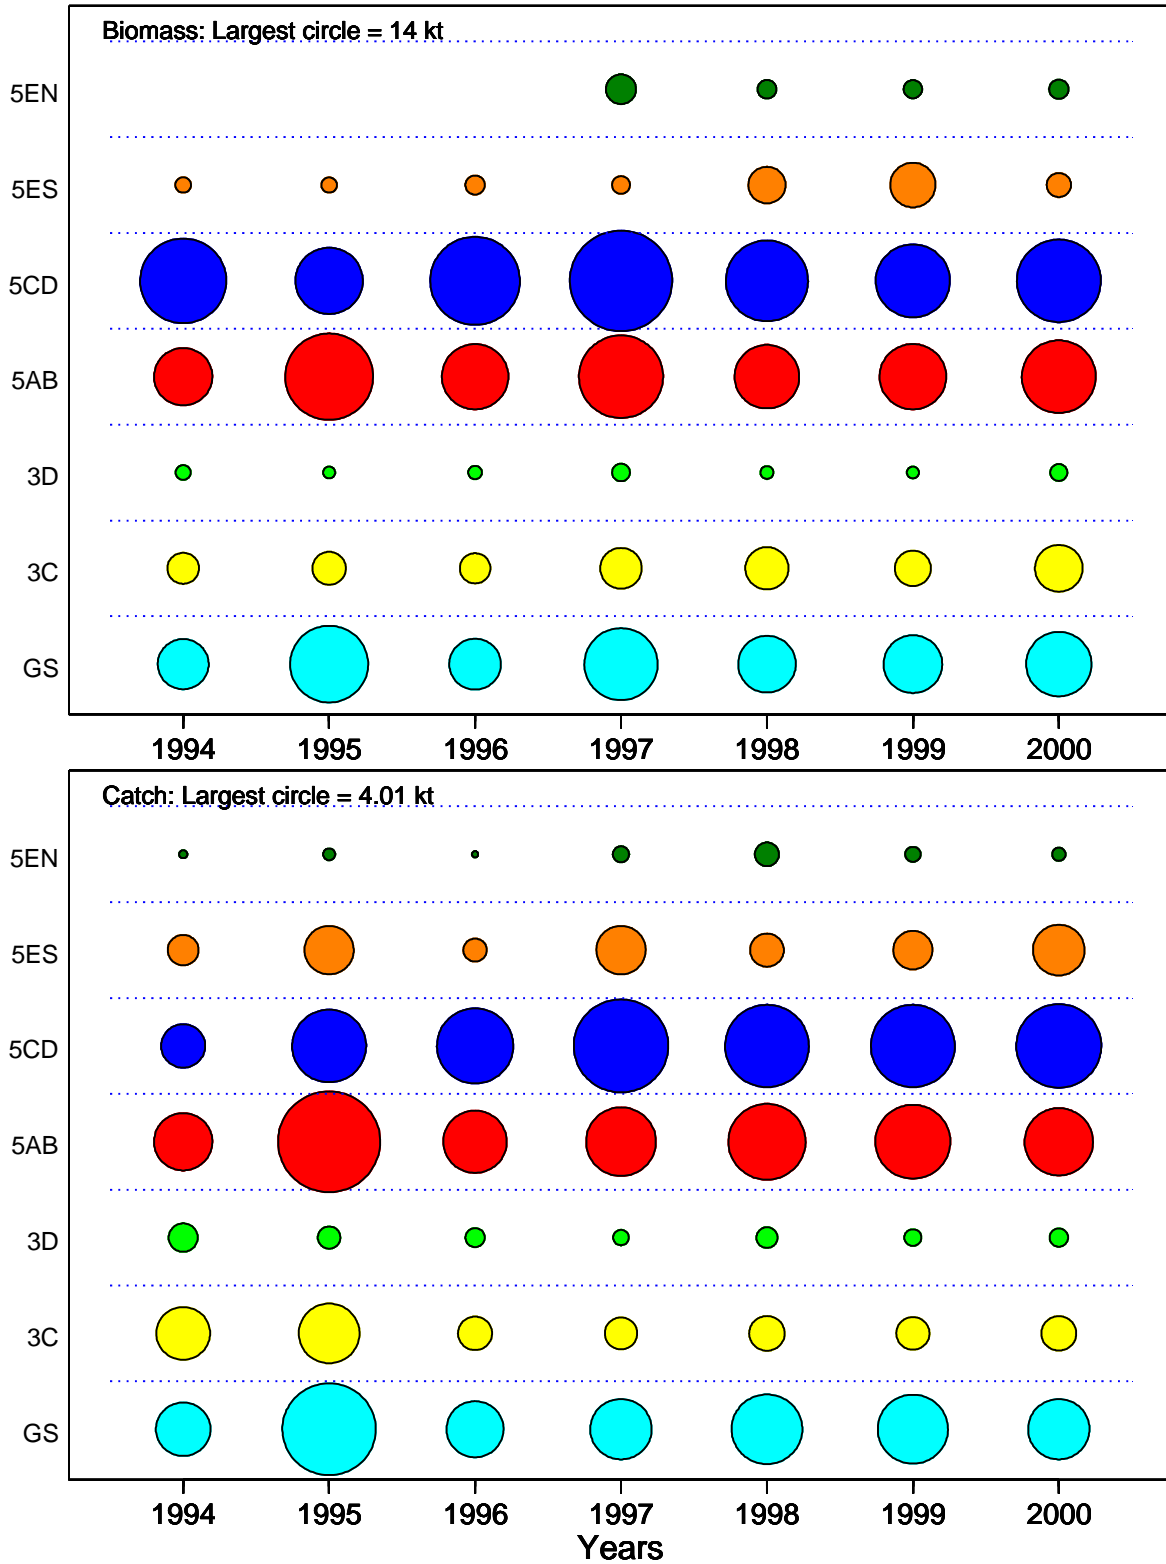 Biomass: Largest circle = 14 kt
5EN
5ES
5CD
5AB
3D
3C
GS
1994 1995 1996 1997 1998 1999 2000
Catch: Largest circle = 4.01 kt
5EN
5ES
5CD
5AB
3D
3C
GS
1994 1995 1996 1997 1998 1999 2000
Years